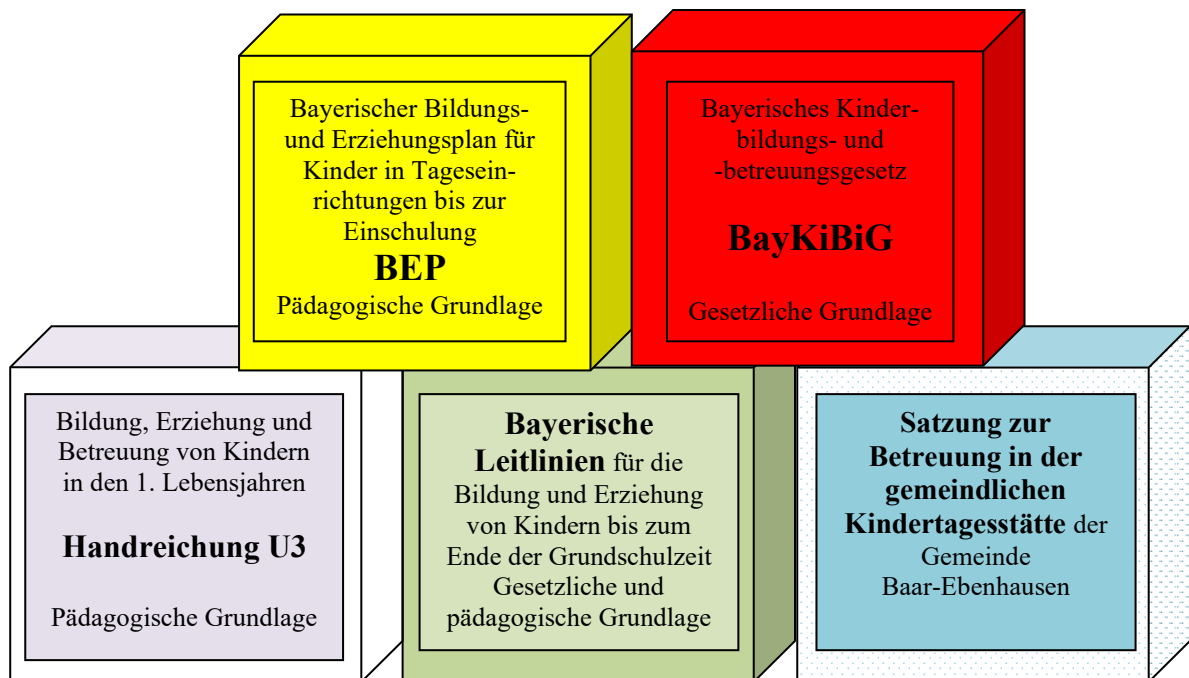 Bayerischer Bildungs-
und Erziehungsplan für
Kinder in Tagesein-
richtungen bis zur
Einschulung
BEP
Pädagogische Grundlage
Bayerisches Kinder-
bildungs- und
-betreuungsgesetz
BayKiBiG
Gesetzliche Grundlage
Bildung, Erziehung und
Betreuung von Kindern
in den 1. Lebensjahren
Handreichung U3
Pädagogische Grundlage
Bayerische
Leitlinien für die
Bildung und Erziehung
von Kindern bis zum
Ende der Grundschulzeit
Gesetzliche und
pädagogische Grundlage
Satzung zur
Betreuung in der
gemeindlichen
Kindertagesstätte der
Gemeinde
Baar-Ebenhausen